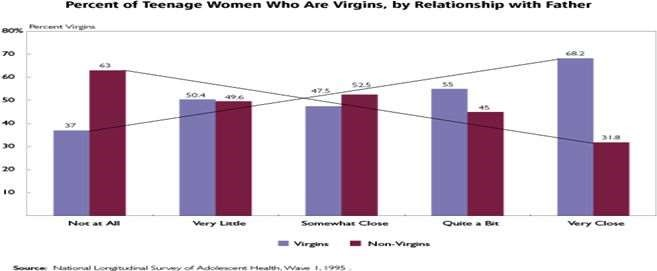 Percent of Teenage Women Who Are Virgins, by Relationship with Father
Percent Virgins
80%
70
60
50
40
30
20
10
37
63
50.4
49.6
47.5
52.5
55
45
68.2
31.8
Not at All
Very Little
Somewhat Close
Quite a Bit
Very Close
Virgins
Non-Virgins
Source: National Longitudinal Survey of Adolescent Health, Wave 1, 1995 .